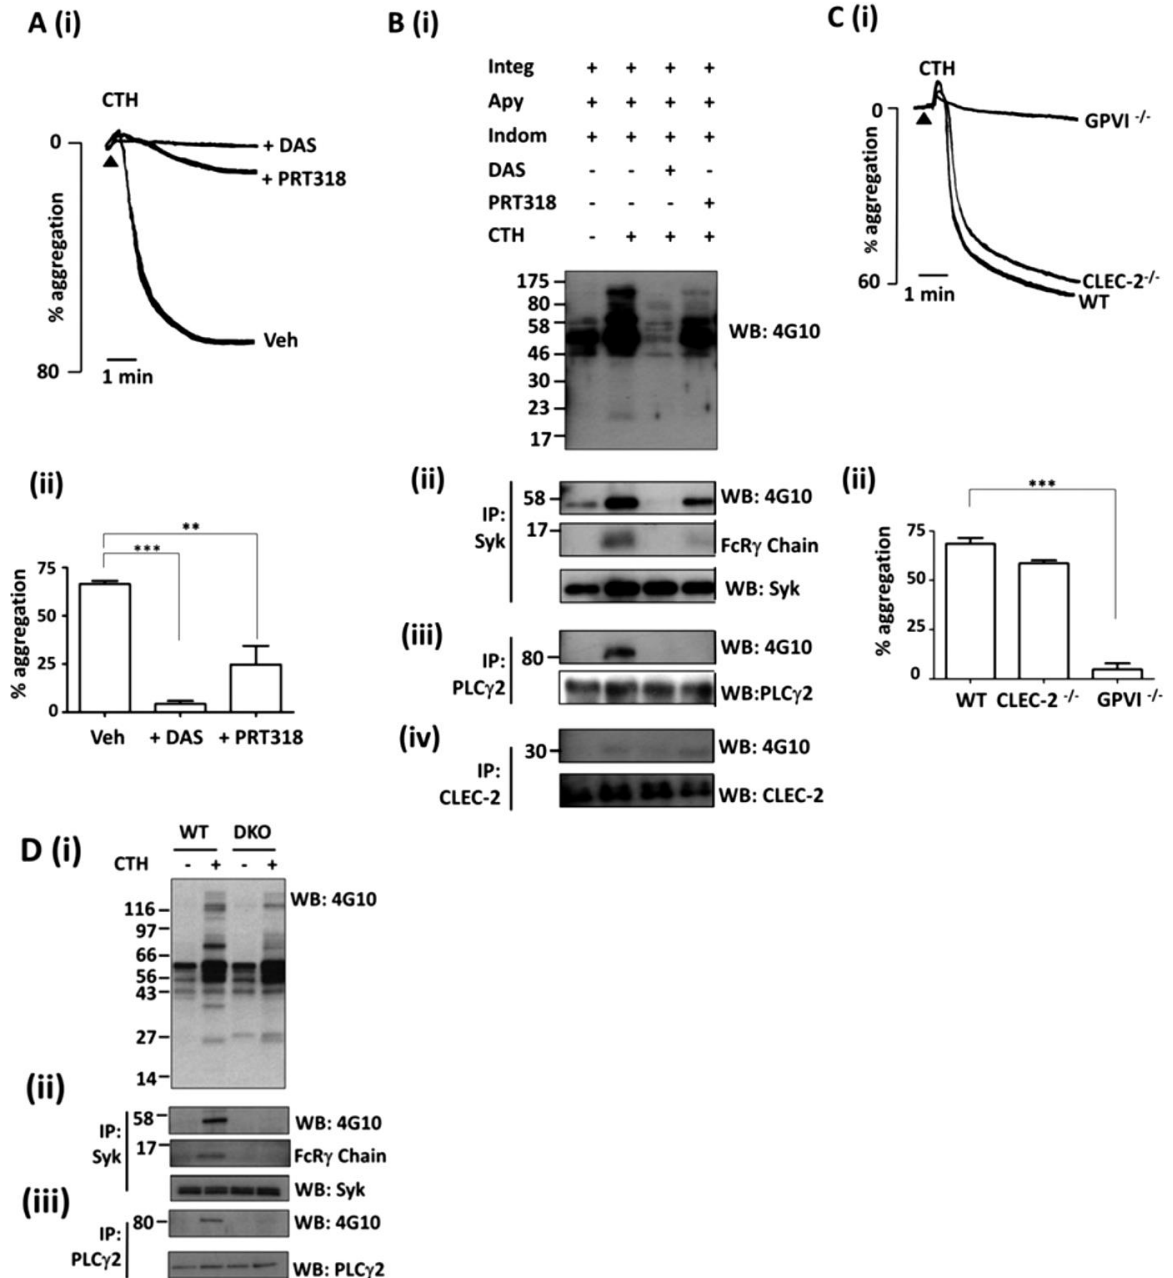 A (i)
CTH
0
+ DAS
+ PRT318
% aggregation
Veh
80
1 min
(ii)
**
***
75
50
25
0
% aggregation
Veh + DAS + PRT318
B (i)
Integ + + + +
Apy + + + +
Indom + + + +
DAS - - + -
PRT318 - - - +
CTH - + + +
175
80
58
46
30
23
17
WB: 4G10
(ii)
IP:
Syk
58
WB: 4G10
17
FcRγ Chain
WB: Syk
(iii)
IP:
PLCγ2
80
WB: 4G10
WB:PLCγ2
(iv)
IP:
CLEC-2
30
WB: 4G10
WB: CLEC-2
C (i)
CTH
0
GPVI -/-
% aggregation
CLEC-2-/-
WT
60
1 min
(ii)
***
75
50
25
0
% aggregation
WT CLEC-2 -/- GPVI -/-
D (i)
WT DKO
CTH - + - +
WB: 4G10
116
97
66
56
43
27
14
(ii)
IP:
Syk
58
WB: 4G10
17
FcRγ Chain
WB: Syk
(iii)
IP:
PLCγ2
80
WB: 4G10
WB: PLCγ2